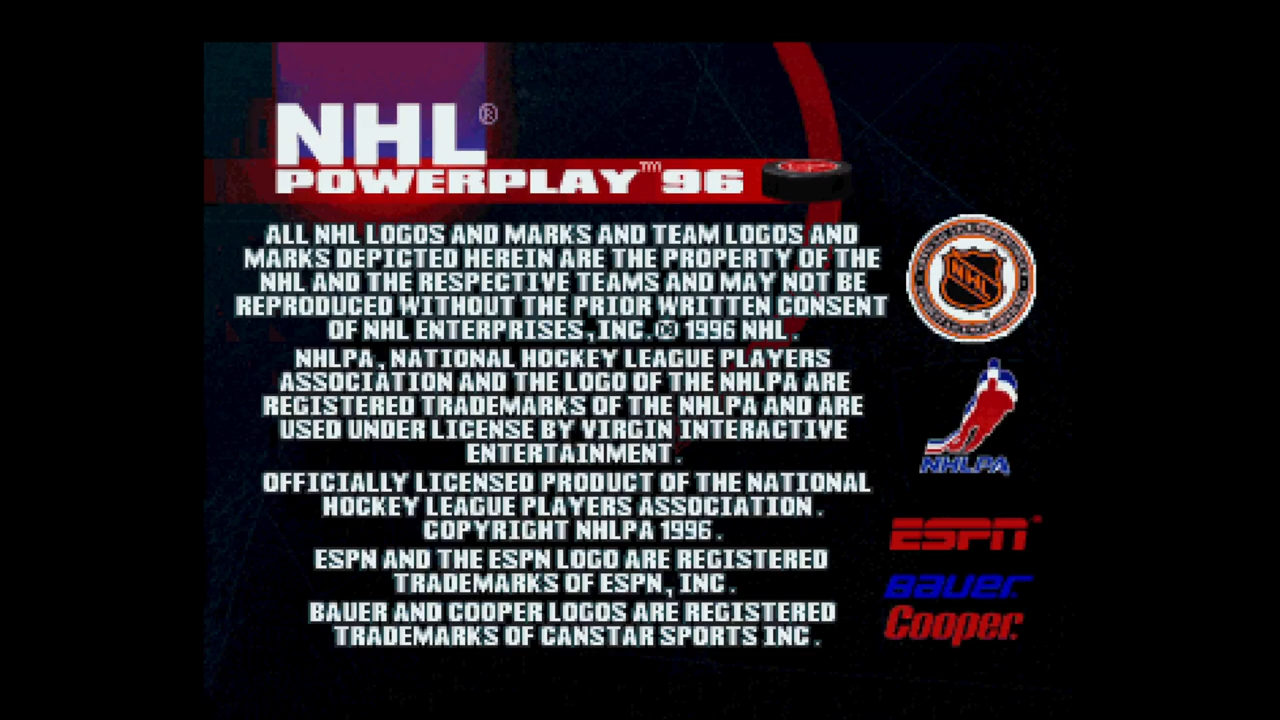 NHL®
POWERPLAY™ 96
ALL NHL LOGOS AND MARKS AND TEAM LOGOS AND
MARKS DEPICTED HEREIN ARE THE PROPERTY OF THE
NHL AND THE RESPECTIVE TEAMS AND MAY NOT BE
REPRODUCED WITHOUT THE PRIOR WRITTEN CONSENT
OF NHL ENTERPRISES, INC. © 1996 NHL.
NHLPA, NATIONAL HOCKEY LEAGUE PLAYERS
ASSOCIATION AND THE LOGO OF THE NHLPA ARE
REGISTERED TRADEMARKS OF THE NHLPA AND ARE
USED UNDER LICENSE BY VIRGIN INTERACTIVE
ENTERTAINMENT.
OFFICIALLY LICENSED PRODUCT OF THE NATIONAL
HOCKEY LEAGUE PLAYERS ASSOCIATION.
COPYRIGHT NHLPA 1996.
ESPN AND THE ESPN LOGO ARE REGISTERED
TRADEMARKS OF ESPN, INC.
BAUER AND COOPER LOGOS ARE REGISTERED
TRADEMARKS OF CANSTAR SPORTS INC.
NHL
NHLPA
ESPN
Bauer
Cooper